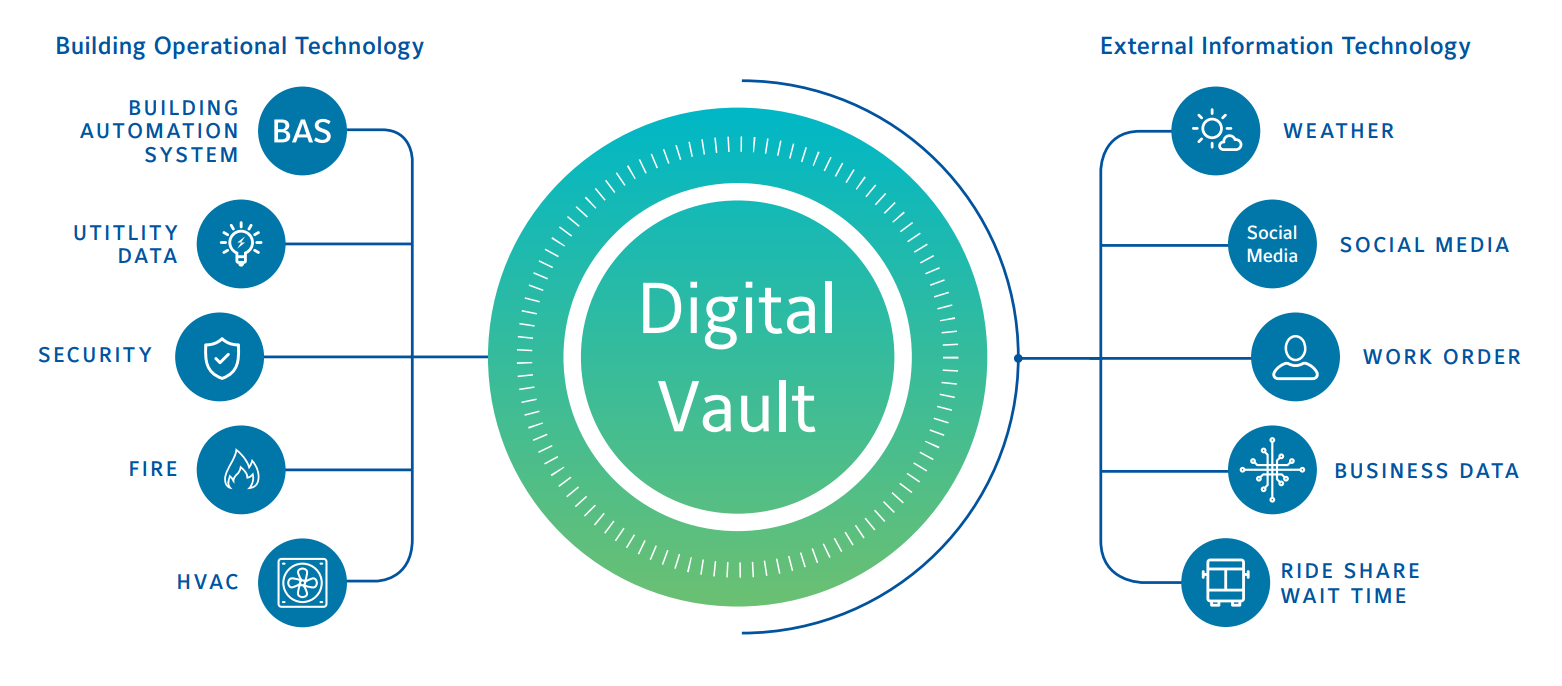 Building Operational Technology
BUILDING
AUTOMATION
SYSTEM
BAS
UTITLITY
DATA
SECURITY
FIRE
HVAC
Digital
Vault
External Information Technology
WEATHER
Social
Media
SOCIAL MEDIA
WORK ORDER
BUSINESS DATA
RIDE SHARE
WAIT TIME